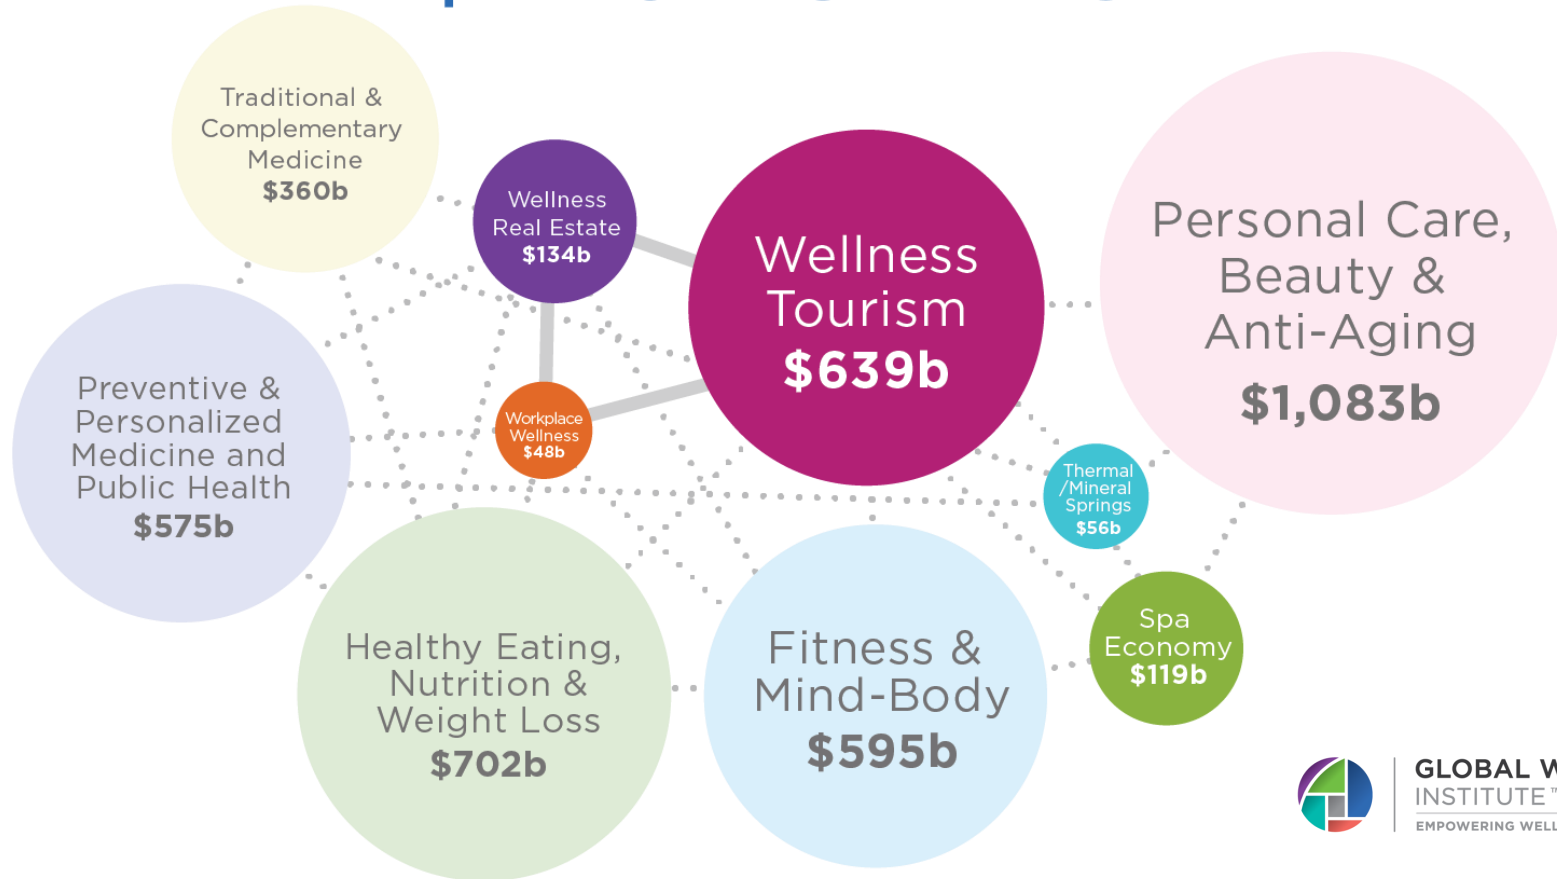 Traditional &
Complementary
Medicine
$360b
Wellness
Real Estate
$134b
Wellness
Tourism
$639b
Personal Care,
Beauty &
Anti-Aging
$1,083b
Preventive &
Personalized
Medicine and
Public Health
$575b
Workplace
Wellness
$48b
Thermal
/Mineral
Springs
$56b
Spa
Economy
$119b
Healthy Eating,
Nutrition &
Weight Loss
$702b
Fitness &
Mind-Body
$595b
GLOBAL W
INSTITUTE™
EMPOWERING WELL